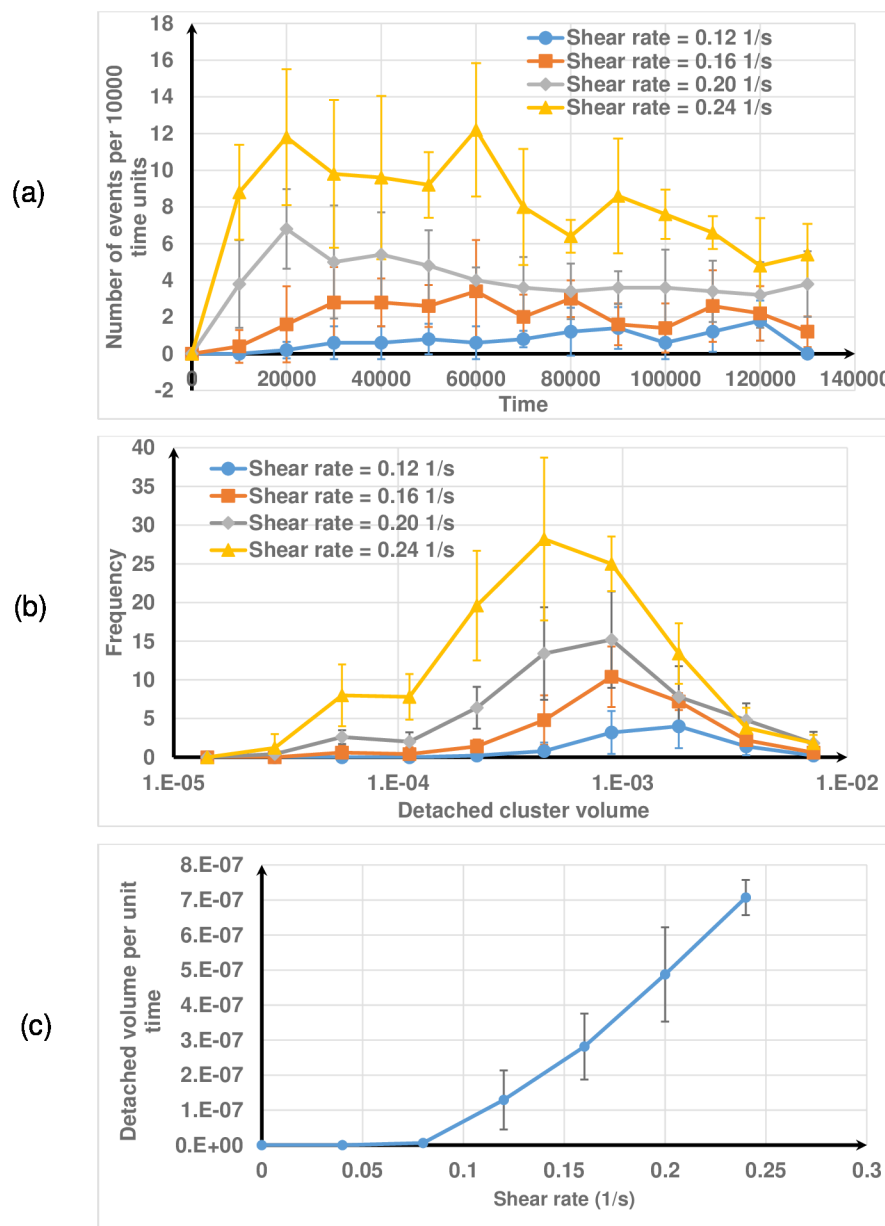 (a)
Number of events per 10000
time units
18
16
14
12
10
8
6
4
2
0
-2
Shear rate = 0.12 1/s
Shear rate = 0.16 1/s
Shear rate = 0.20 1/s
Shear rate = 0.24 1/s
0 20000 40000 60000 80000 100000 120000 140000
Time
(b)
Frequency
40
35
30
25
20
15
10
5
0
Shear rate = 0.12 1/s
Shear rate = 0.16 1/s
Shear rate = 0.20 1/s
Shear rate = 0.24 1/s
1.E-05 1.E-04 1.E-03 1.E-02
Detached cluster volume
(c)
Detached volume per unit
time
8.E-07
7.E-07
6.E-07
5.E-07
4.E-07
3.E-07
2.E-07
1.E-07
0.E+00
0 0.05 0.1 0.15 0.2 0.25 0.3
Shear rate (1/s)